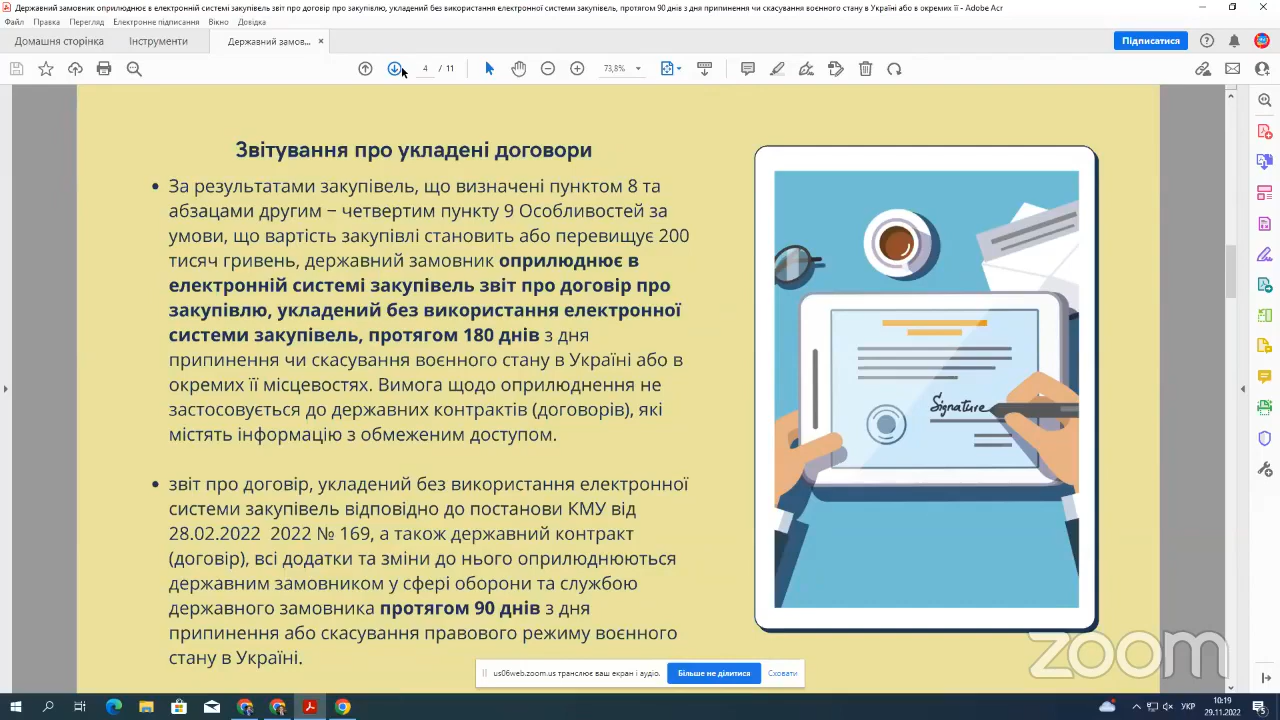 Державний замовник оприлюднює в електронній системі закупівель звіт про договір про закупівлю, укладений без використання електронної системи закупівель, протягом 90 днів з дня припинення чи скасування воєнного стану в Україні або в окремих її – Adobe Acr
Файл Правка Перегляд Електронне підписання Вікно Довідка
Домашня сторінка Інструменти Державний замов... × Підписатися
4 / 11 73,8%
Звітування про укладені договори
• За результатами закупівель, що визначені пунктом 8 та
абзацами другим – четвертим пункту 9 Особливостей за
умови, що вартість закупівлі становить або перевищує 200
тисяч гривень, державний замовник оприлюднює в
електронній системі закупівель звіт про договір про
закупівлю, укладений без використання електронної
системи закупівель, протягом 180 днів з дня
припинення чи скасування воєнного стану в Україні або в
окремих її місцевостях. Вимога щодо оприлюднення не
застосовується до державних контрактів (договорів), які
містять інформацію з обмеженим доступом.
• звіт про договір, укладений без використання електронної
системи закупівель відповідно до постанови КМУ від
28.02.2022 2022 № 169, а також державний контракт
(договір), всі додатки та зміни до нього оприлюднюються
державним замовником у сфері оборони та службою
державного замовника протягом 90 днів з дня
припинення або скасування правового режиму воєнного
стану в Україні.
Signature
zoom
us06web.zoom.us транслює ваш екран і аудіо. Більше не ділитися Сховати
УКР 10:19
29.11.2022